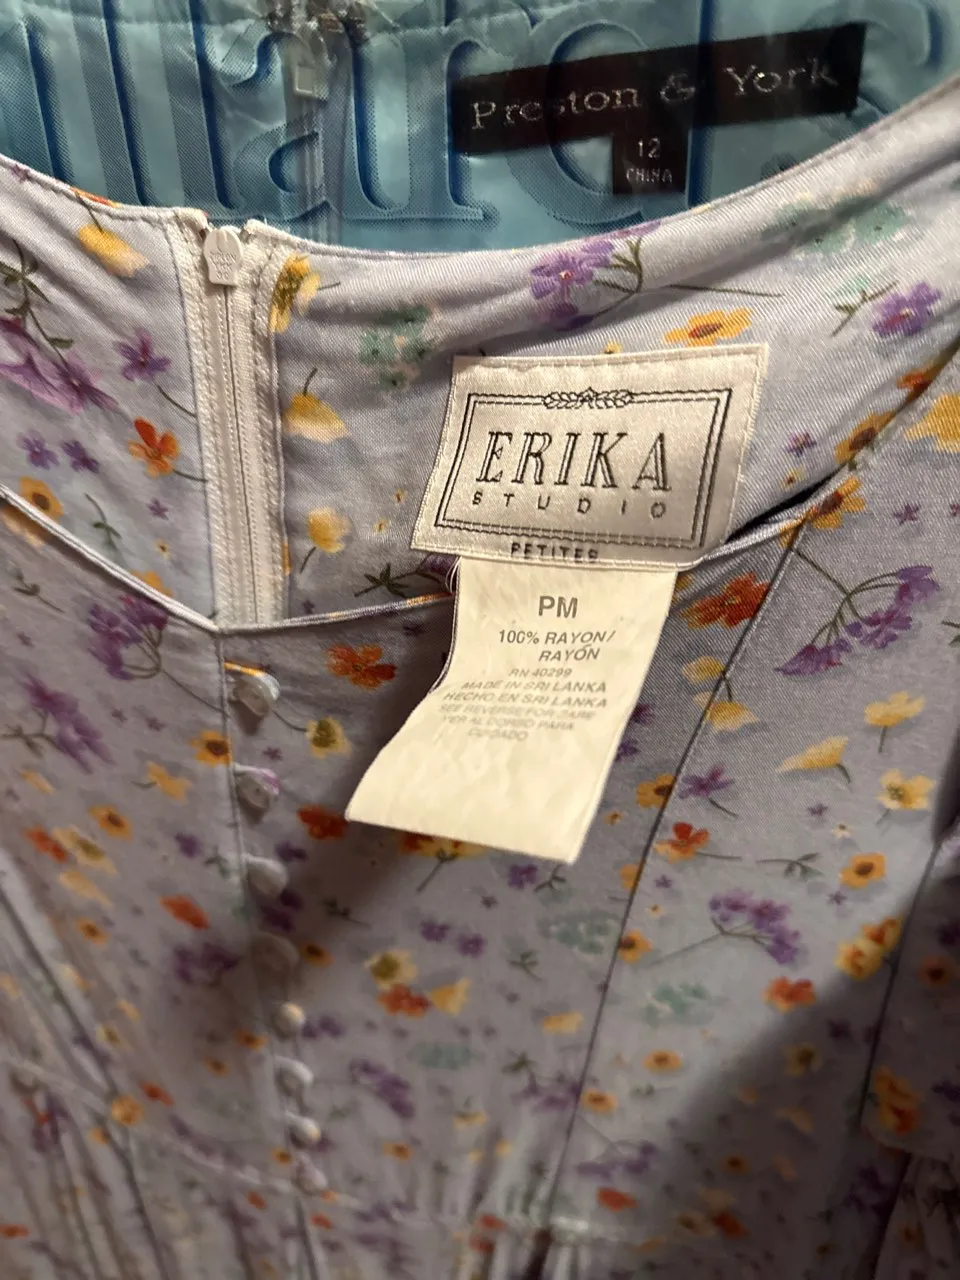 Preston & York
12
CHINA
ERIKA
STUDIO
PETITES
PM
100% RAYON/
RAYÓN
RN 40299
MADE IN SRI LANKA
HECHO EN SRI LANKA
SEE REVERSE FOR CARE
VER AL DORSO PARA
CUIDADO